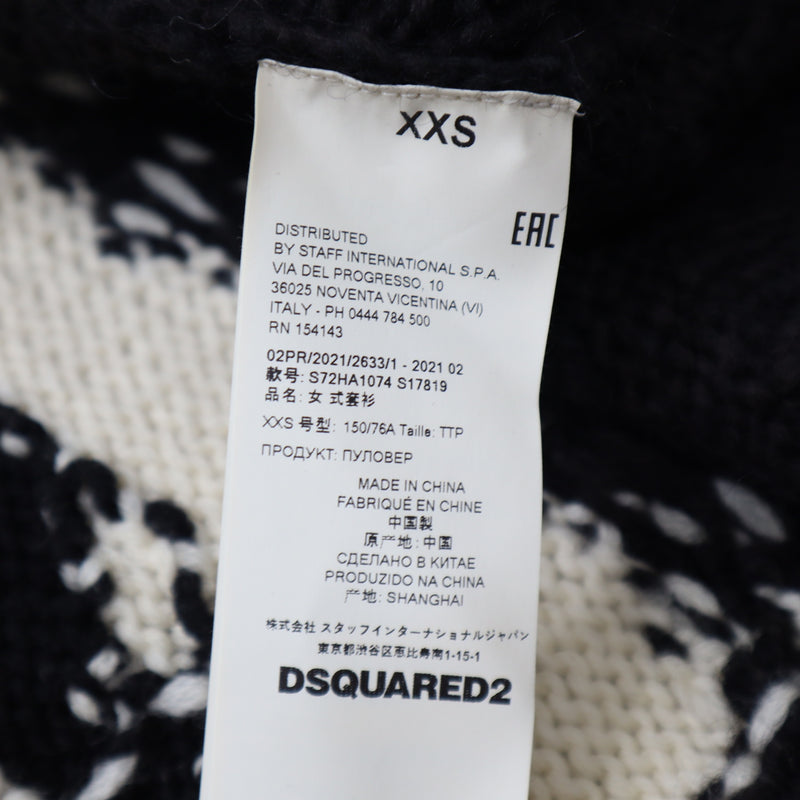 XXS
EAC
DISTRIBUTED
BY STAFF INTERNATIONAL S.P.A.
VIA DEL PROGRESSO, 10
36025 NOVENTA VICENTINA (VI)
ITALY - PH 0444 784 500
RN 154143
02PR/2021/2633/1 - 2021 02
款号: S72HA1074 S17819
品名: 女 式套衫
XXS 号型: 150/76A Taille: TTP
ПРОДУКТ: ПУЛОВЕР
MADE IN CHINA
FABRIQUÉ EN CHINE
中国製
原产地: 中国
СДЕЛАНО В КИТАЕ
PRODUZIDO NA CHINA
产地: SHANGHAI
株式会社 スタッフインターナショナルジャパン
東京都渋谷区恵比寿南1-15-1
DSQUARED2